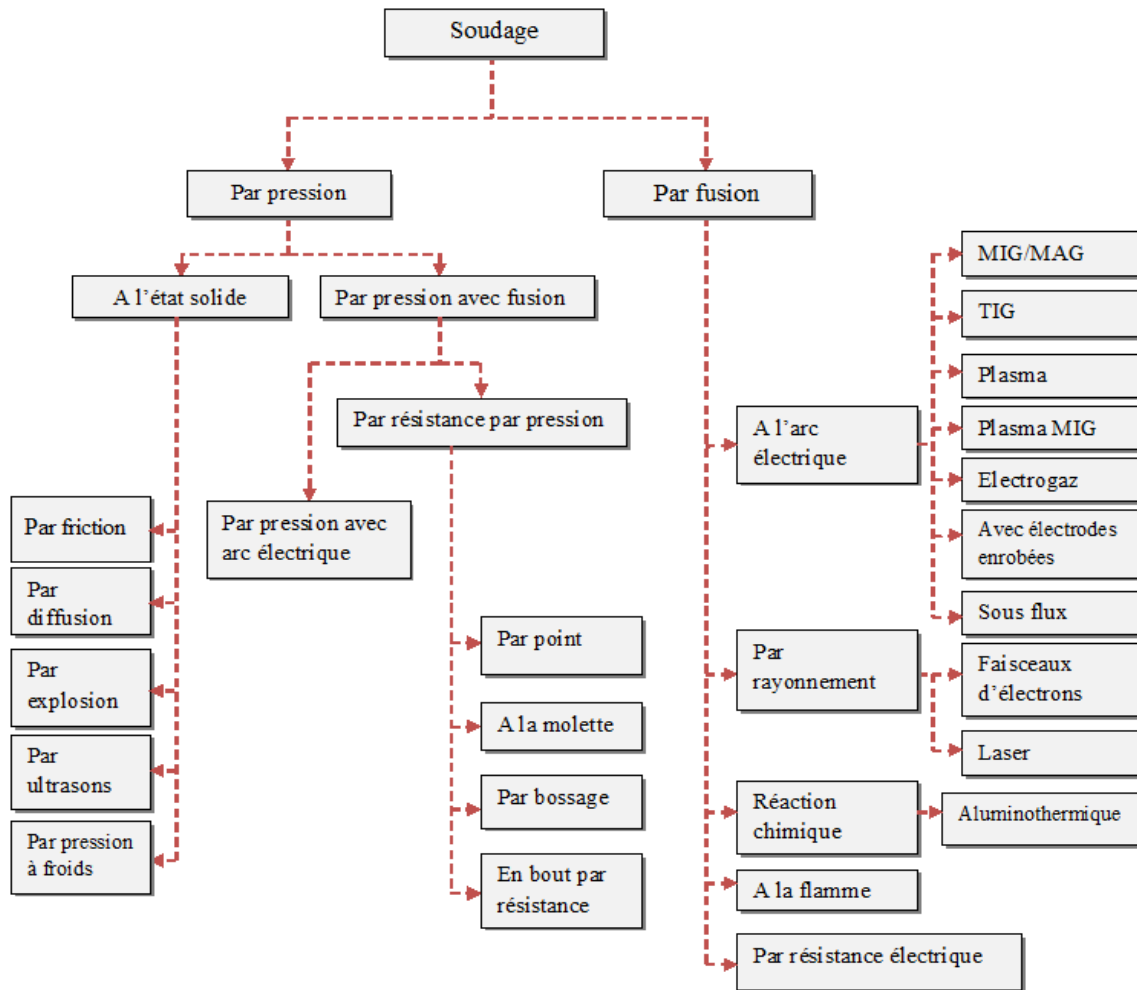 Soudage
Par pression
Par fusion
A l'état solide
Par pression avec fusion
Par résistance par pression
Par pression avec
arc électrique
Par friction
Par
diffusion
Par
explosion
Par
ultrasons
Par pression
à froids
Par point
A la molette
Par bossage
En bout par
résistance
A l'arc
électrique
MIG/MAG
TIG
Plasma
Plasma MIG
Electrogaz
Avec électrodes
enrobées
Sous flux
Par
rayonnement
Faisceaux
d'électrons
Laser
Réaction
chimique
Aluminothermique
A la flamme
Par résistance électrique